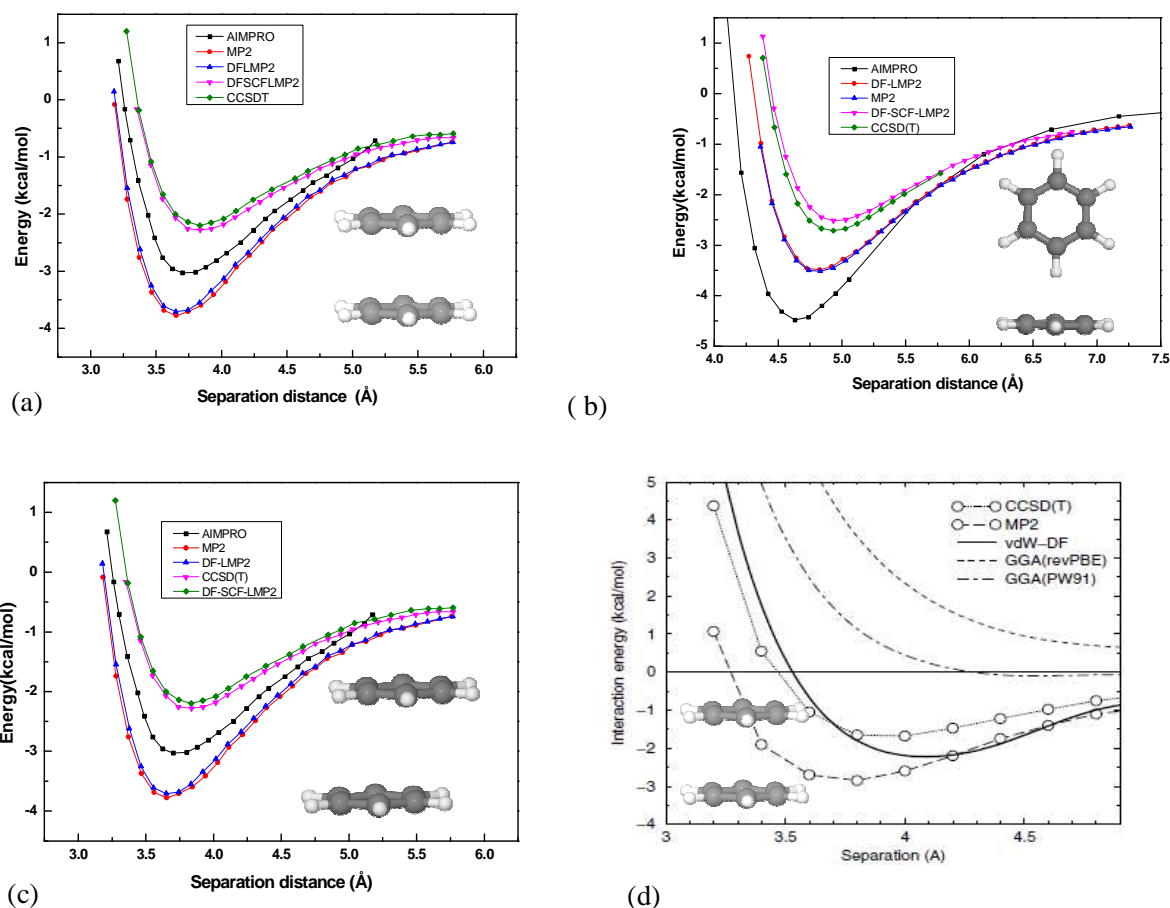 1
0
-1
-2
-3
-4
Energy (kcal/mol)
AIMPRO
MP2
DFLMP2
DFSCFLMP2
CCSDT
3.0 3.5 4.0 4.5 5.0 5.5 6.0
Separation distance (Å)
(a)
1
0
-1
-2
-3
-4
-5
Energy(kcal/mol)
AIMPRO
DF-LMP2
MP2
DF-SCF-LMP2
CCSD(T)
4.0 4.5 5.0 5.5 6.0 6.5 7.0 7.5
Separation distance (Å)
( b)
1
0
-1
-2
-3
-4
Energy(kcal/mol)
AIMPRO
MP2
DF-LMP2
CCSD(T)
DF-SCF-LMP2
3.0 3.5 4.0 4.5 5.0 5.5 6.0
Separation distance (Å)
(c)
5
4
3
2
1
0
−1
−2
−3
−4
Interaction energy (kcal/mol)
CCSD(T)
MP2
vdW−DF
GGA(revPBE)
GGA(PW91)
3 3.5 4 4.5
Separation (A)
(d)